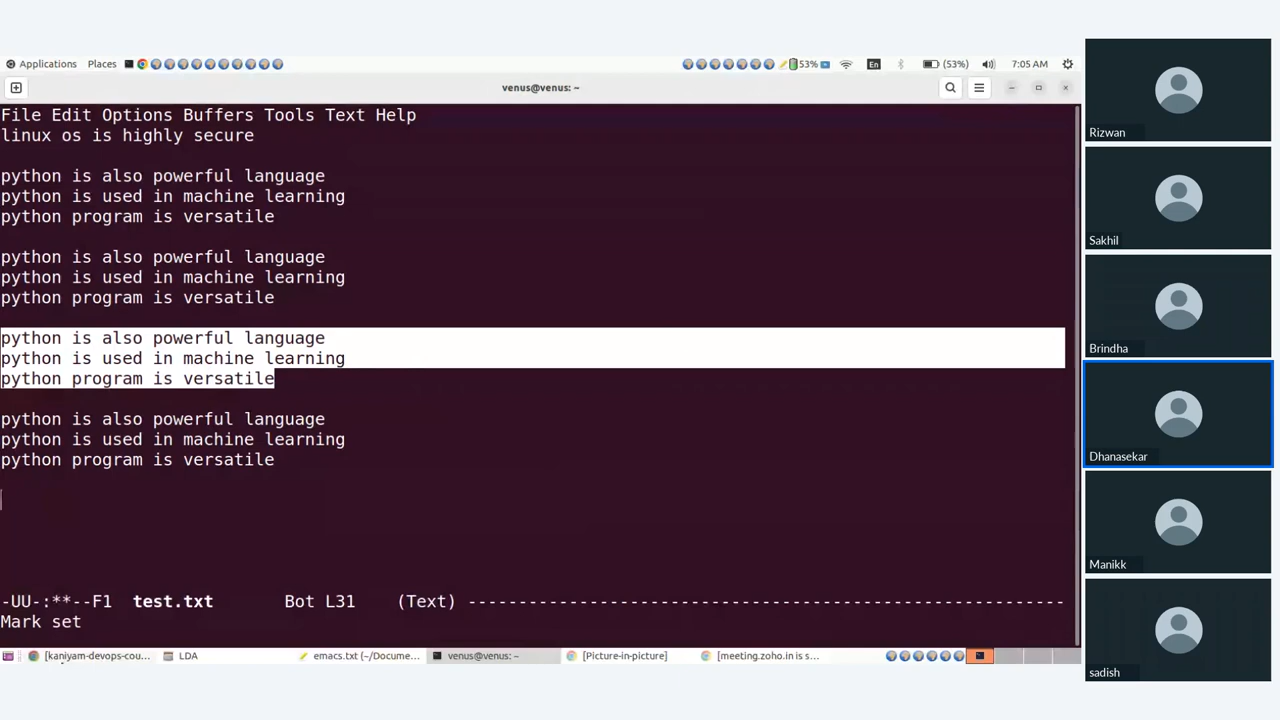 Applications Places 53% En (53%) 7:05 AM
venus@venus: ~
File Edit Options Buffers Tools Text Help
linux os is highly secure
python is also powerful language
python is used in machine learning
python program is versatile
python is also powerful language
python is used in machine learning
python program is versatile
python is also powerful language
python is used in machine learning
python program is versatile
python is also powerful language
python is used in machine learning
python program is versatile
-UU-:**--F1 test.txt Bot L31 (Text) -----------------------------------------------------------
Mark set
[kaniyam-devops-cou... LDA emacs.txt (~/Docume... venus@venus: ~ [Picture-in-picture] [meeting.zoho.in is s...
Rizwan
Sakhil
Brindha
Dhanasekar
Manikk
sadish